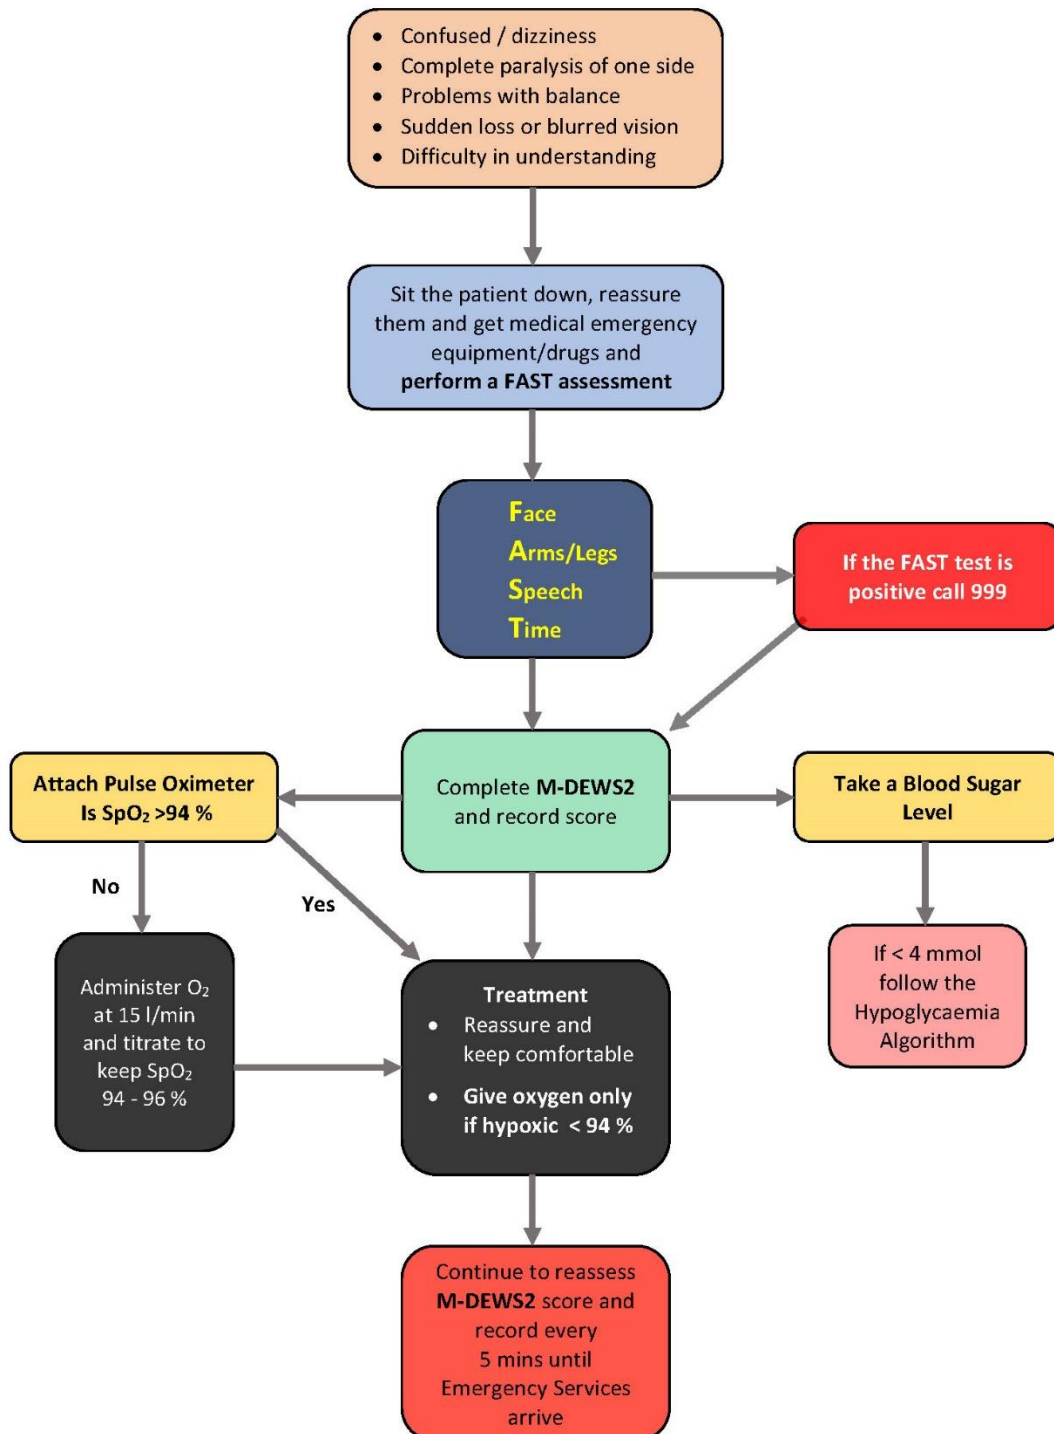 • Confused / dizziness
• Complete paralysis of one side
• Problems with balance
• Sudden loss or blurred vision
• Difficulty in understanding
Sit the patient down, reassure
them and get medical emergency
equipment/drugs and
perform a FAST assessment
Face
Arms/Legs
Speech
Time
If the FAST test is
positive call 999
Attach Pulse Oximeter
Is SpO₂ >94 %
Complete M-DEWS2
and record score
Take a Blood Sugar
Level
No
Yes
Administer O₂
at 15 l/min
and titrate to
keep SpO₂
94 - 96 %
Treatment
• Reassure and
keep comfortable
• Give oxygen only
if hypoxic < 94 %
If < 4 mmol
follow the
Hypoglycaemia
Algorithm
Continue to reassess
M-DEWS2 score and
record every
5 mins until
Emergency Services
arrive